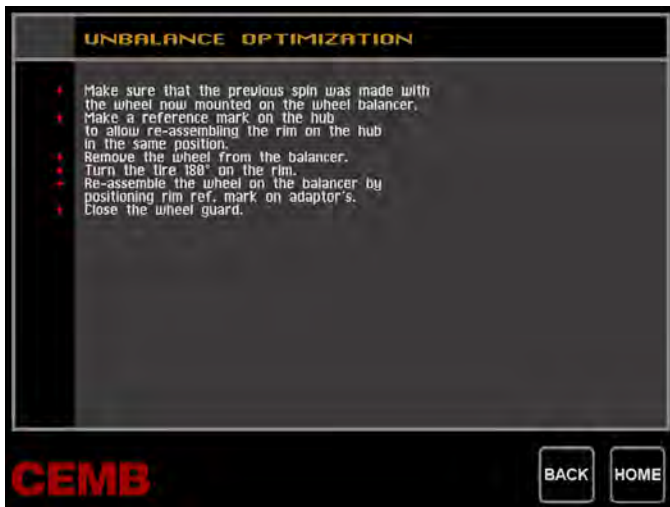 UNBALANCE OPTIMIZATION
Make sure that the previous spin was made with
the wheel now mounted on the wheel balancer.
Make a reference mark on the hub
to allow re-assembling the rim on the hub
in the same position.
Remove the wheel from the balancer.
Turn the tire 180° on the rim.
Re-assemble the wheel on the balancer by
positioning rim ref. mark on adaptor's.
Close the wheel guard.
CEMB
BACK
HOME